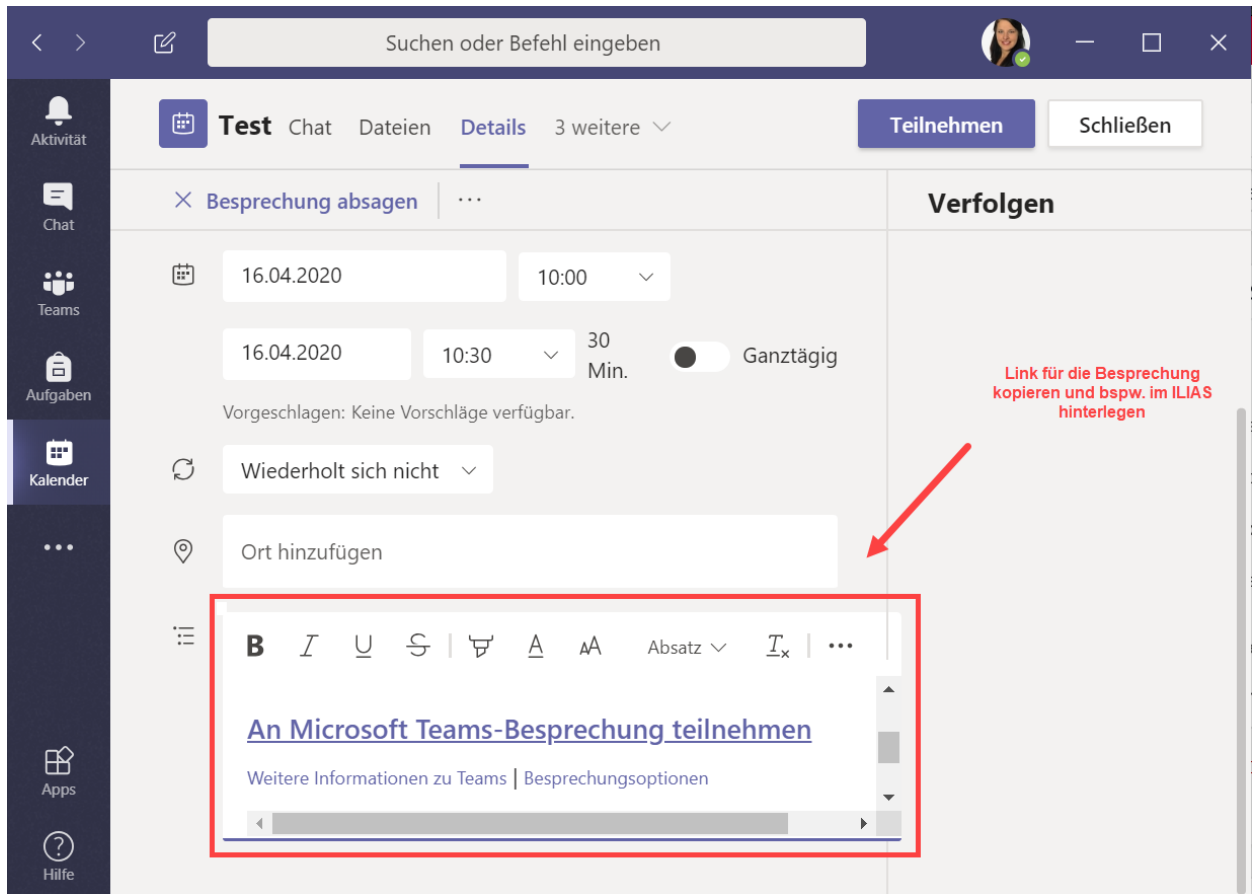 Suchen oder Befehl eingeben
Aktivität
Chat
Teams
Aufgaben
Kalender
Apps
Hilfe
Test Chat Dateien Details 3 weitere
Teilnehmen Schließen
Besprechung absagen ...
Verfolgen
16.04.2020 10:00
16.04.2020 10:30 30 Min. Ganztägig
Vorgeschlagen: Keine Vorschläge verfügbar.
Wiederholt sich nicht
Ort hinzufügen
Link für die Besprechung
kopieren und bspw. im ILIAS
hinterlegen
B I U S A AA Absatz Tx ...
An Microsoft Teams-Besprechung teilnehmen
Weitere Informationen zu Teams | Besprechungsoptionen